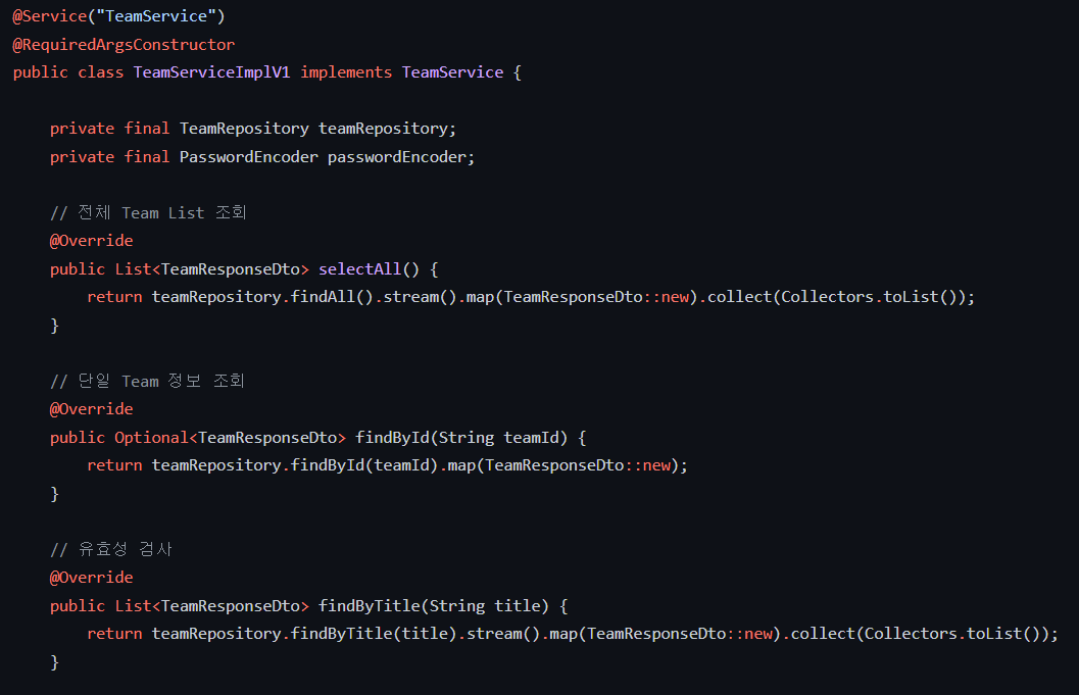 @Service("TeamService")
@RequiredArgsConstructor
public class TeamServiceImplV1 implements TeamService {

    private final TeamRepository teamRepository;
    private final PasswordEncoder passwordEncoder;

    // 전체 Team List 조회
    @Override
    public List<TeamResponseDto> selectAll() {
        return teamRepository.findAll().stream().map(TeamResponseDto::new).collect(Collectors.toList());
    }

    // 단일 Team 정보 조회
    @Override
    public Optional<TeamResponseDto> findById(String teamId) {
        return teamRepository.findById(teamId).map(TeamResponseDto::new);
    }

    // 유효성 검사
    @Override
    public List<TeamResponseDto> findByTitle(String title) {
        return teamRepository.findByTitle(title).stream().map(TeamResponseDto::new).collect(Collectors.toList());
    }